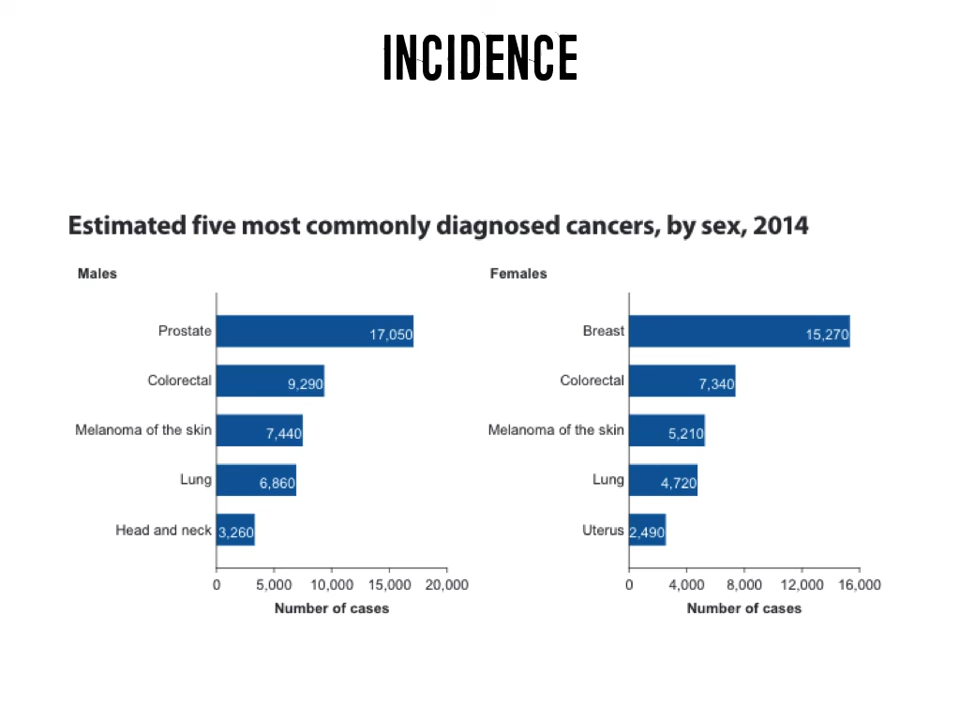 INCIDENCE
Estimated five most commonly diagnosed cancers, by sex, 2014
Males
Prostate 17,050
Colorectal 9,290
Melanoma of the skin 7,440
Lung 6,860
Head and neck 3,260
0 5,000 10,000 15,000 20,000
Number of cases
Females
Breast 15,270
Colorectal 7,340
Melanoma of the skin 5,210
Lung 4,720
Uterus 2,490
0 4,000 8,000 12,000 16,000
Number of cases